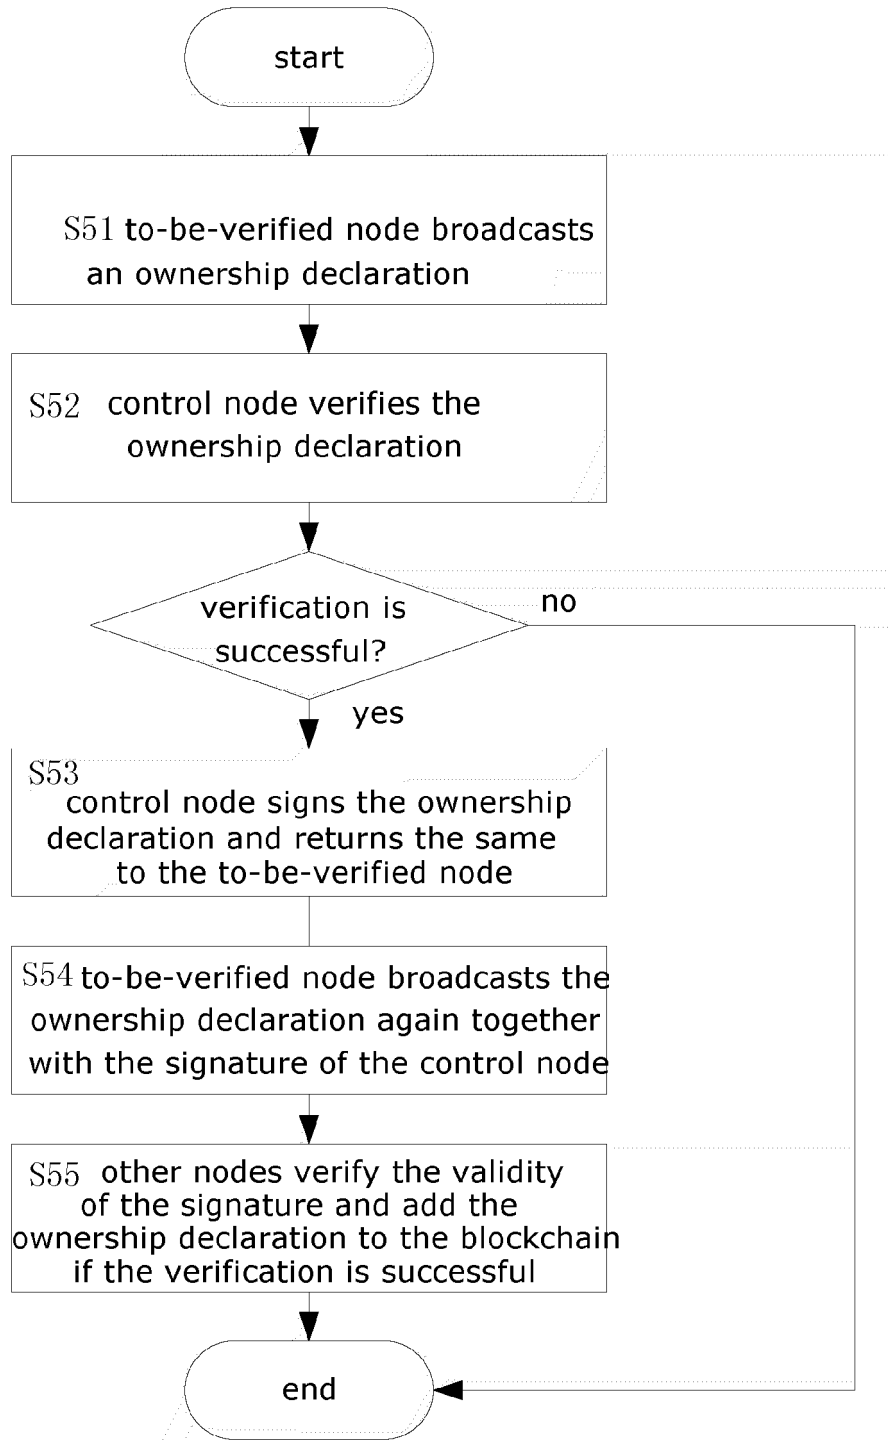 start
S51 to-be-verified node broadcasts
an ownership declaration
S52 control node verifies the
ownership declaration
verification is
successful?
no
yes
S53
control node signs the ownership
declaration and returns the same
to the to-be-verified node
S54 to-be-verified node broadcasts the
ownership declaration again together
with the signature of the control node
S55 other nodes verify the validity
of the signature and add the
ownership declaration to the blockchain
if the verification is successful
end